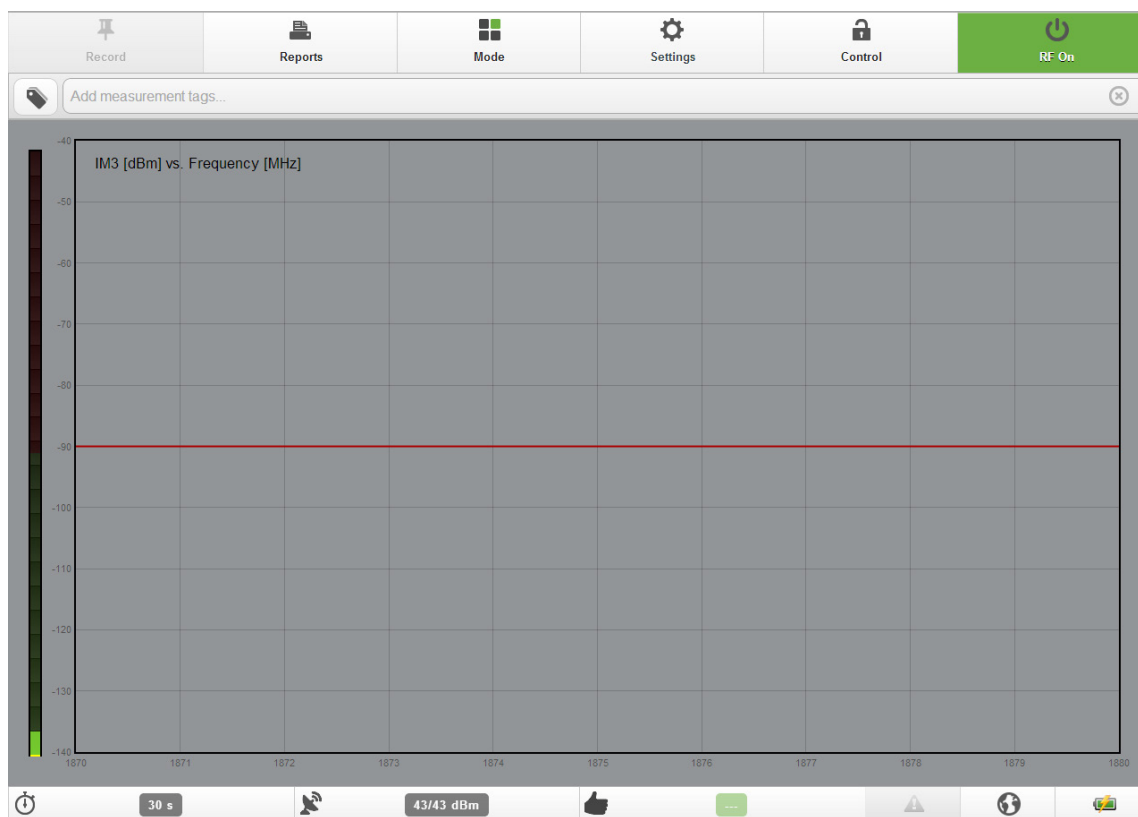 Record Reports Mode Settings Control RF On
Add measurement tags...
IM3 [dBm] vs. Frequency [MHz]
-40
-50
-60
-70
-80
-90
-100
-110
-120
-130
-140
1870 1871 1872 1873 1874 1875 1876 1877 1878 1879 1880
30 s 43/43 dBm ---